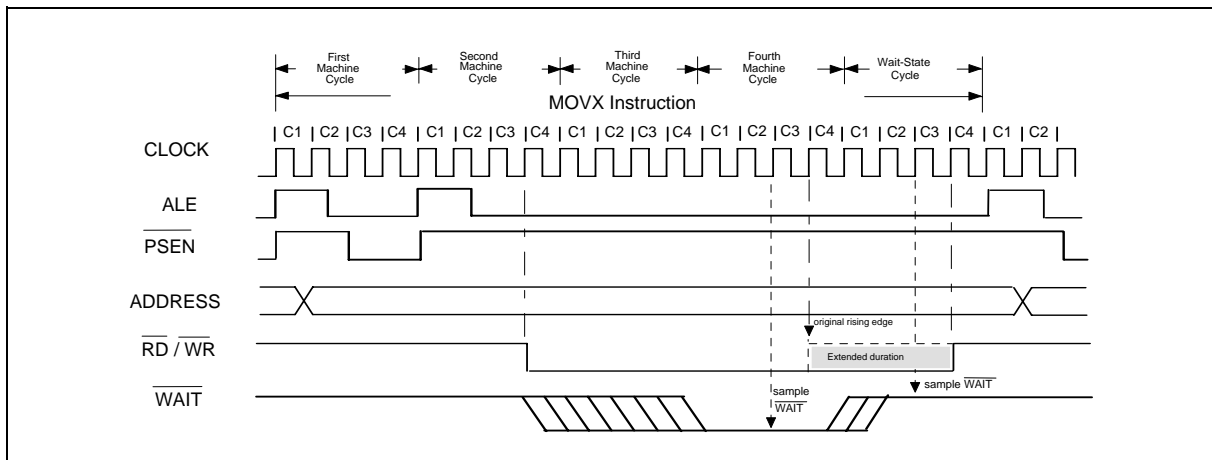 First
Machine
Cycle
Second
Machine
Cycle
Third
Machine
Cycle
Fourth
Machine
Cycle
Wait-State
Cycle
MOVX Instruction
C1 C2 C3 C4 C1 C2 C3 C4 C1 C2 C3 C4 C1 C2 C3 C4 C1 C2 C3 C4 C1 C2
CLOCK
ALE
PSEN
ADDRESS
original rising edge
RD / WR
Extended duration
WAIT
sample
WAIT
sample WAIT